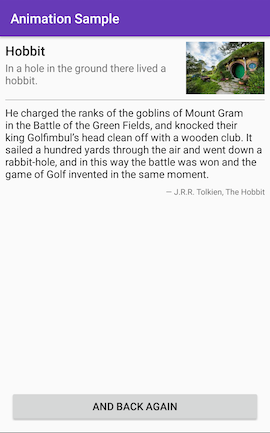 Animation Sample
Hobbit
In a hole in the ground there lived a
hobbit.
He charged the ranks of the goblins of Mount Gram
in the Battle of the Green Fields, and knocked their
king Golfimbul’s head clean off with a wooden club. It
sailed a hundred yards through the air and went down a
rabbit-hole, and in this way the battle was won and the
game of Golf invented in the same moment.
— J.R.R. Tolkien, The Hobbit
AND BACK AGAIN